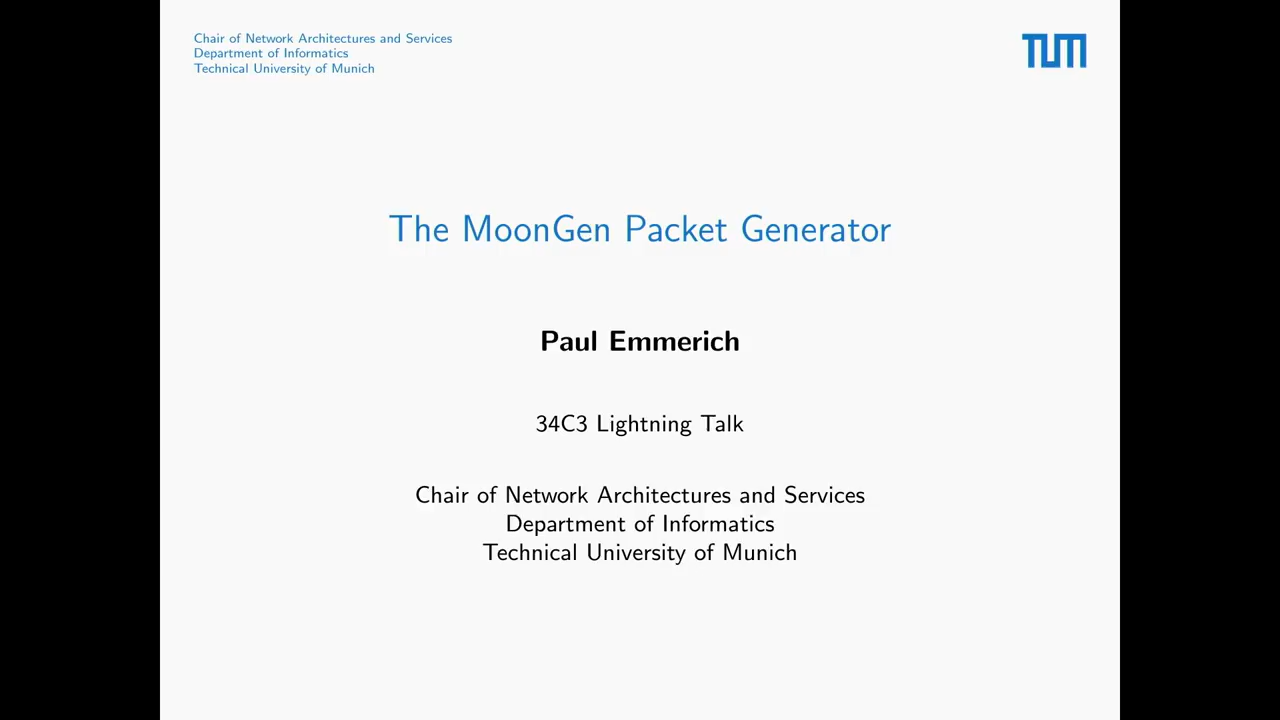 Chair of Network Architectures and Services
Department of Informatics
Technical University of Munich
TUM
The MoonGen Packet Generator
Paul Emmerich
34C3 Lightning Talk
Chair of Network Architectures and Services
Department of Informatics
Technical University of Munich